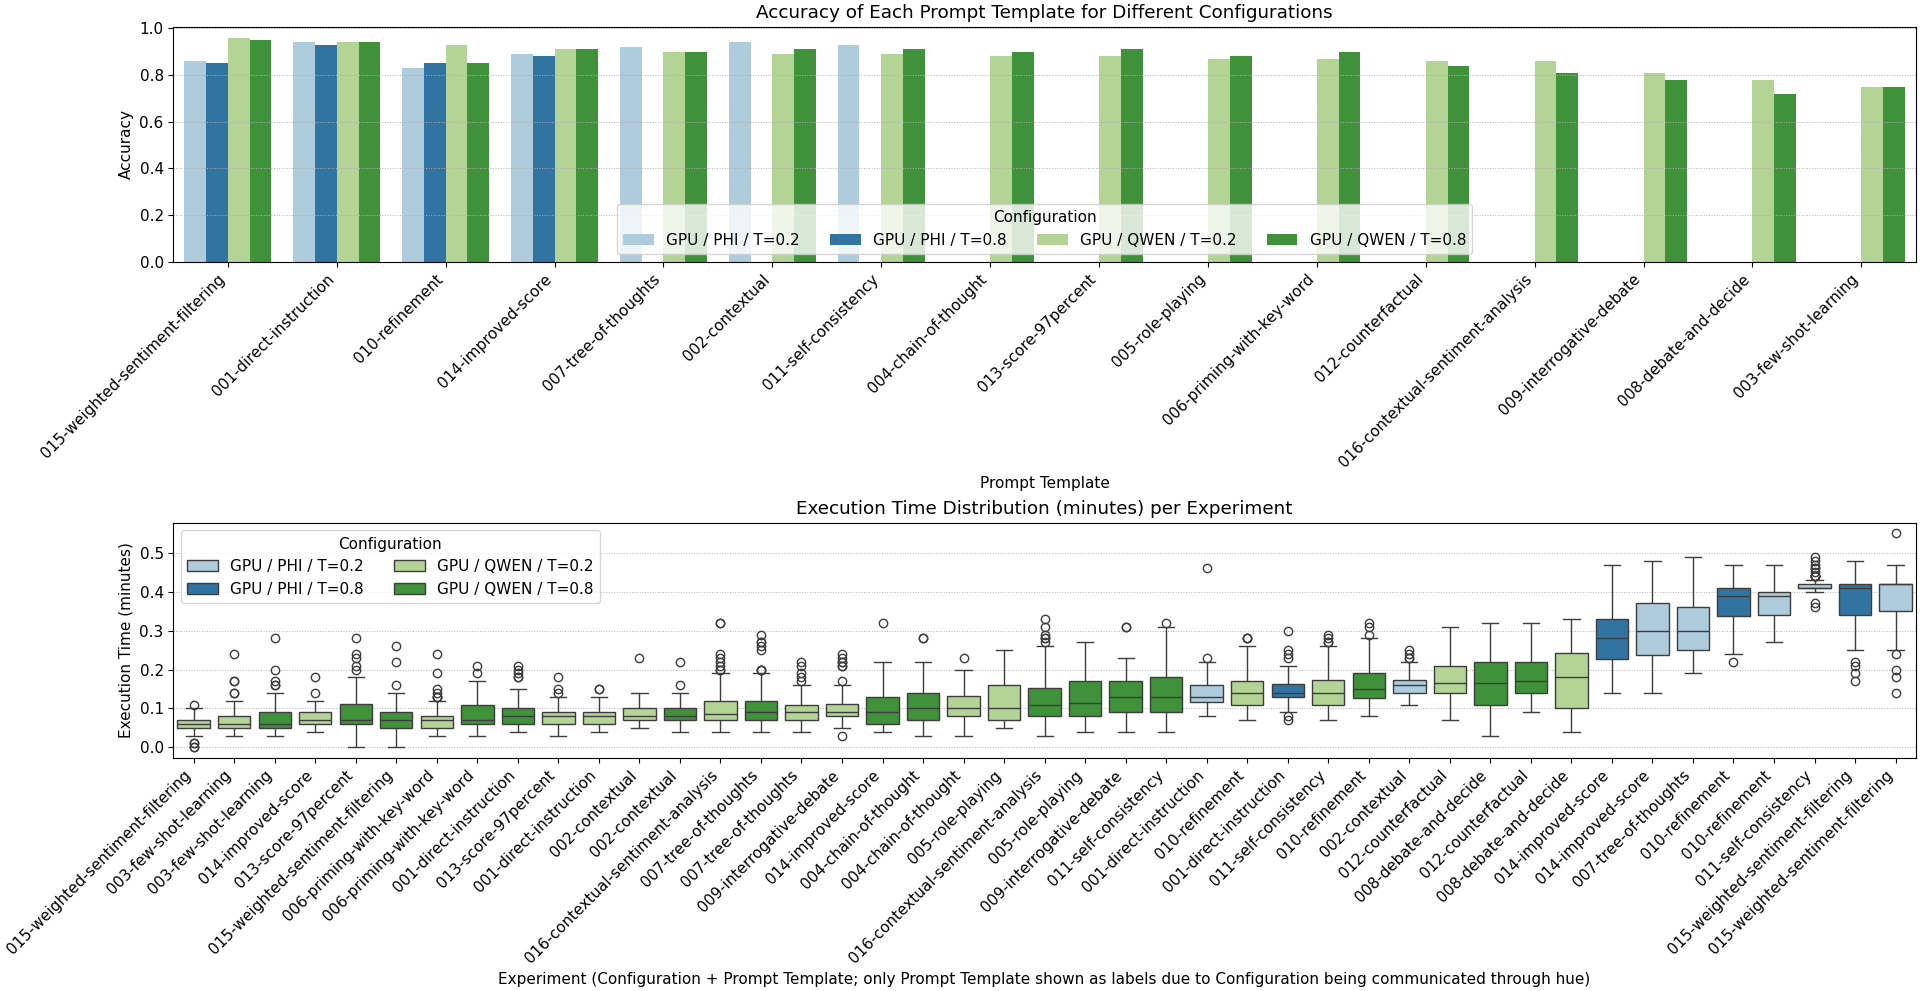 Accuracy of Each Prompt Template for Different Configurations
Accuracy
1.0
0.8
0.6
0.4
0.2
0.0
Configuration
GPU / PHI / T=0.2
GPU / PHI / T=0.8
GPU / QWEN / T=0.2
GPU / QWEN / T=0.8
015-weighted-sentiment-filtering
001-direct-instruction
010-refinement
014-improved-score
007-tree-of-thoughts
002-contextual
011-self-consistency
004-chain-of-thought
013-score-97percent
005-role-playing
006-priming-with-key-word
012-counterfactual
016-contextual-sentiment-analysis
009-interrogative-debate
008-debate-and-decide
003-few-shot-learning
Prompt Template
Execution Time Distribution (minutes) per Experiment
Execution Time (minutes)
0.5
0.4
0.3
0.2
0.1
0.0
Configuration
GPU / PHI / T=0.2
GPU / PHI / T=0.8
GPU / QWEN / T=0.2
GPU / QWEN / T=0.8
015-weighted-sentiment-filtering
003-few-shot-learning
003-few-shot-learning
014-improved-score
013-score-97percent
015-weighted-sentiment-filtering
006-priming-with-key-word
006-priming-with-key-word
001-direct-instruction
013-score-97percent
001-direct-instruction
002-contextual
002-contextual
016-contextual-sentiment-analysis
007-tree-of-thoughts
007-tree-of-thoughts
009-interrogative-debate
014-improved-score
004-chain-of-thought
004-chain-of-thought
005-role-playing
016-contextual-sentiment-analysis
005-role-playing
009-interrogative-debate
011-self-consistency
001-direct-instruction
010-refinement
001-direct-instruction
011-self-consistency
010-refinement
002-contextual
012-counterfactual
008-debate-and-decide
012-counterfactual
008-debate-and-decide
014-improved-score
014-improved-score
007-tree-of-thoughts
010-refinement
010-refinement
011-self-consistency
015-weighted-sentiment-filtering
015-weighted-sentiment-filtering
Experiment (Configuration + Prompt Template; only Prompt Template shown as labels due to Configuration being communicated through hue)